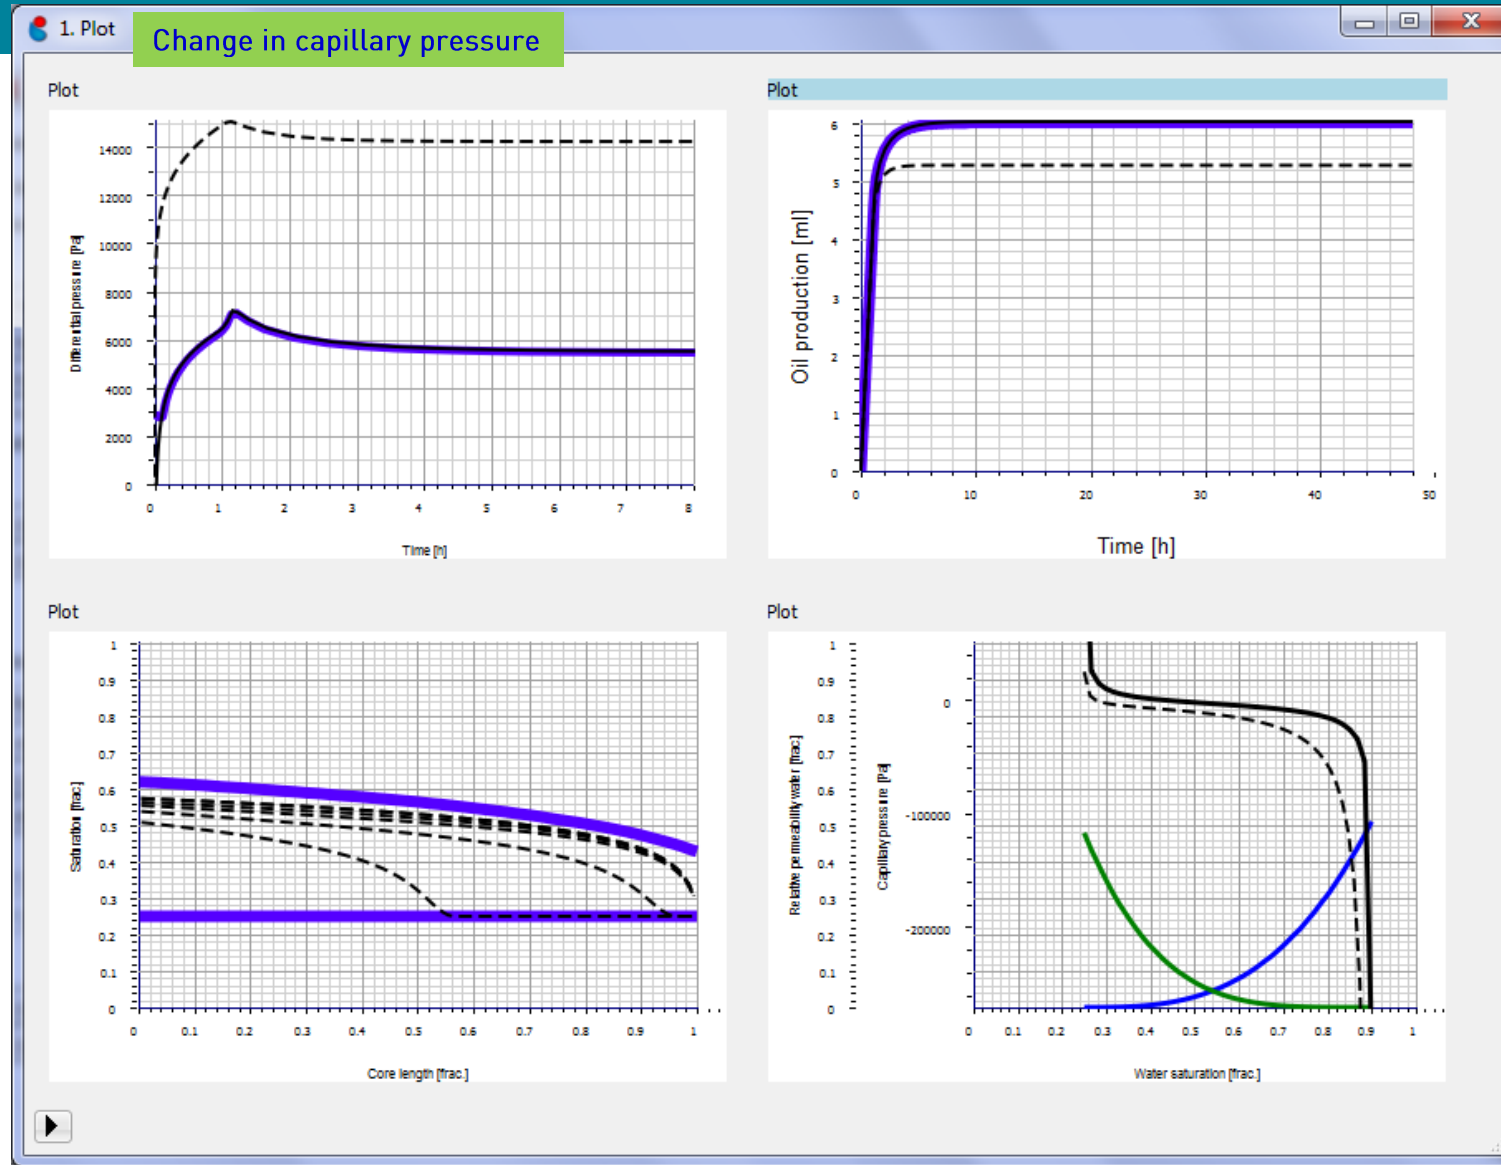 1. Plot
Change in capillary pressure
Plot
14000
12000
10000
8000
6000
4000
2000
0
Differential pressure [Pa]
0 1 2 3 4 5 6 7 8
Time [h]
Plot
6
5
4
3
2
1
0
Oil production [ml]
0 10 20 30 40 50
Time [h]
Plot
1
0.9
0.8
0.7
0.6
0.5
0.4
0.3
0.2
0.1
0
Saturation [frac.]
0 0.1 0.2 0.3 0.4 0.5 0.6 0.7 0.8 0.9 1
Core length [frac.]
Plot
1
0.9
0.8
0.7
0.6
0.5
0.4
0.3
0.2
0.1
0
Relative permeability water [frac.]
Capillary pressure [Pa]
0
-100000
-200000
0 0.1 0.2 0.3 0.4 0.5 0.6 0.7 0.8 0.9 1
Water saturation [frac.]